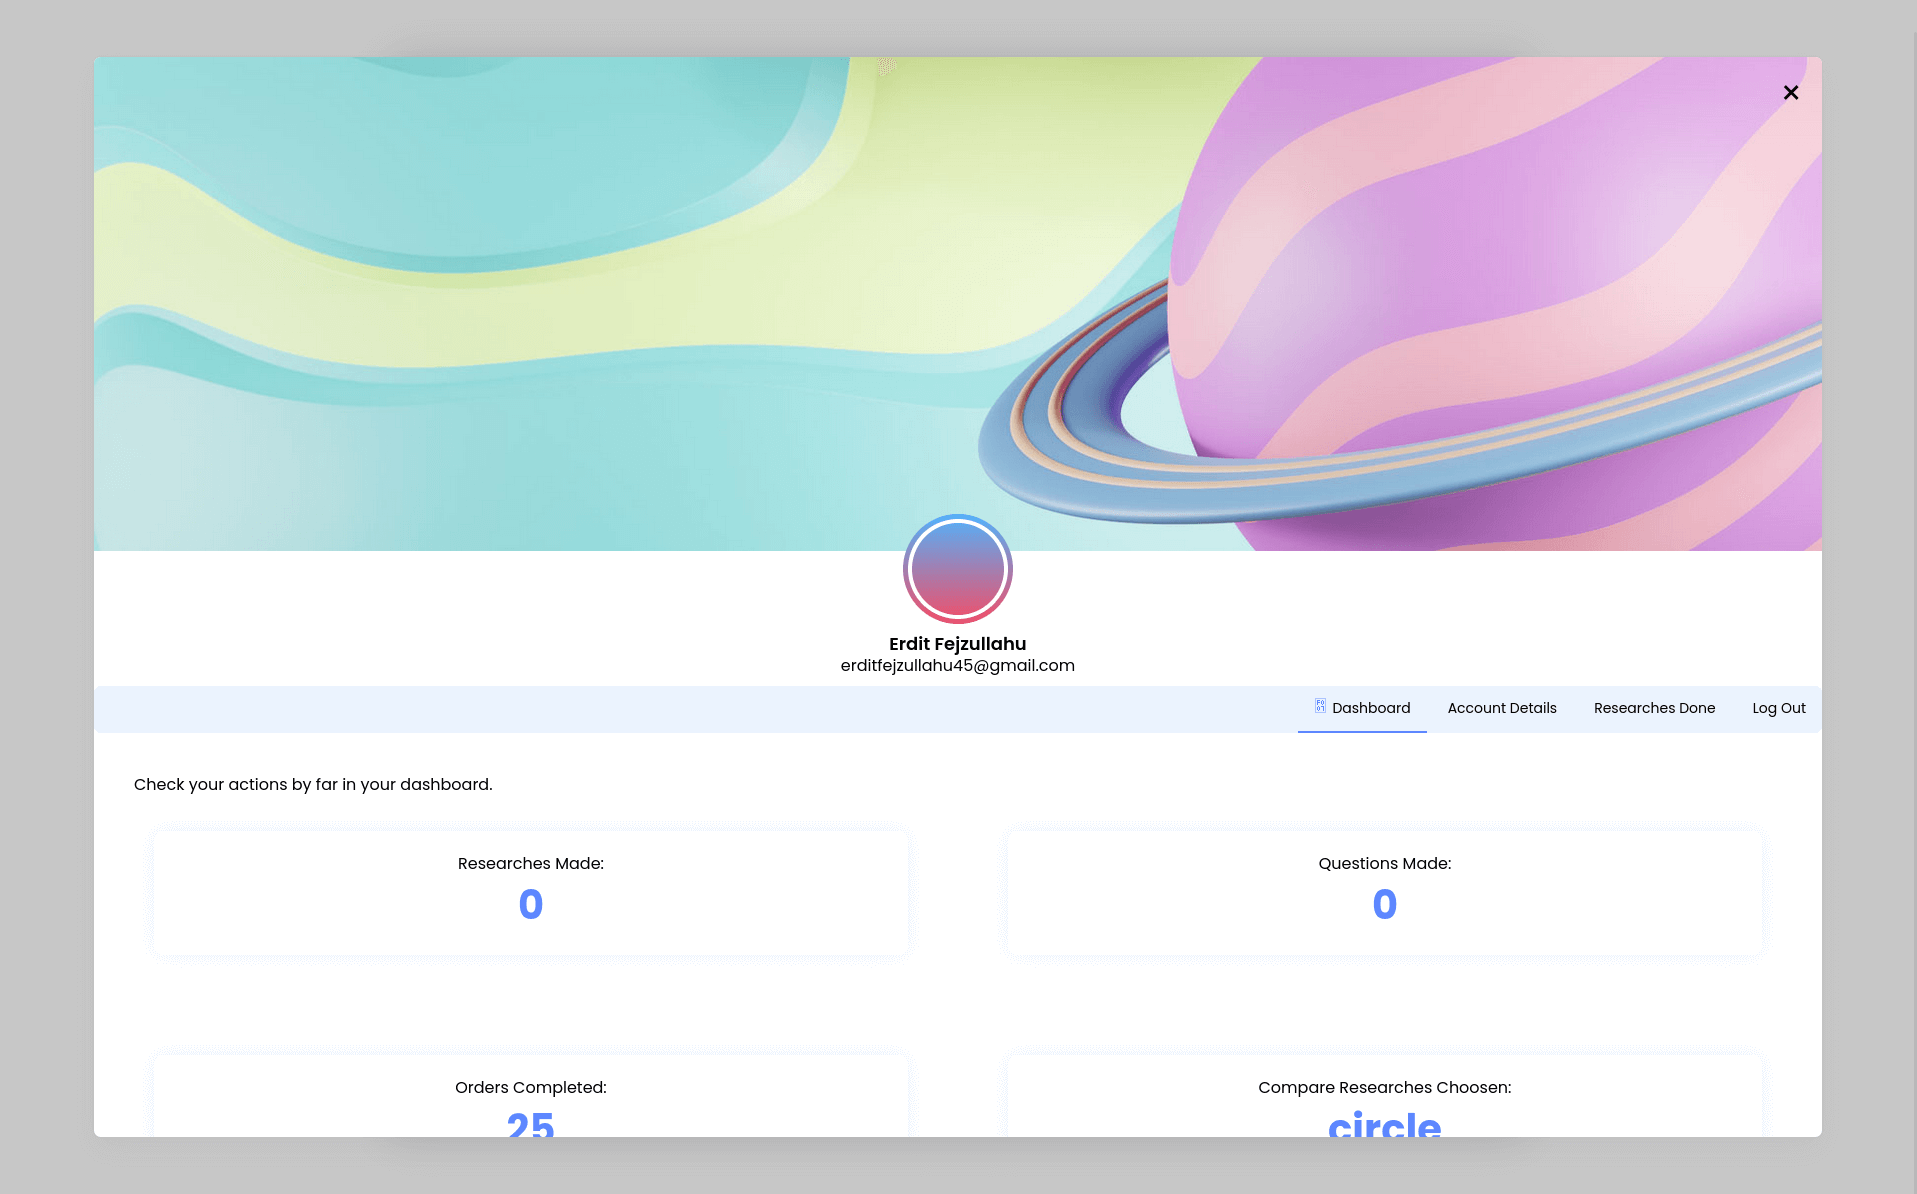 Erdit Fejzullahu
erditfejzullahu45@gmail.com
Dashboard
Account Details
Researches Done
Log Out
Check your actions by far in your dashboard.
Researches Made:
0
Questions Made:
0
Orders Completed:
25
Compare Researches Choosen:
circle